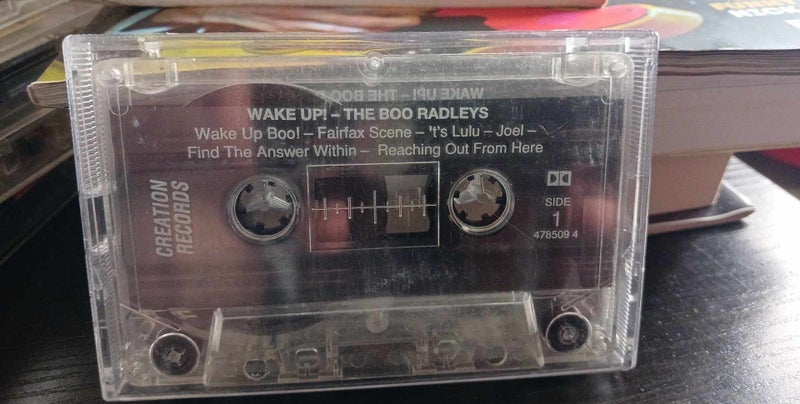 WAKE UP! – THE BOO RADLEYS
Wake Up Boo! – Fairfax Scene – 't's Lulu – Joel –
Find The Answer Within – Reaching Out From Here
CREATION
RECORDS
SIDE
1
478509 4